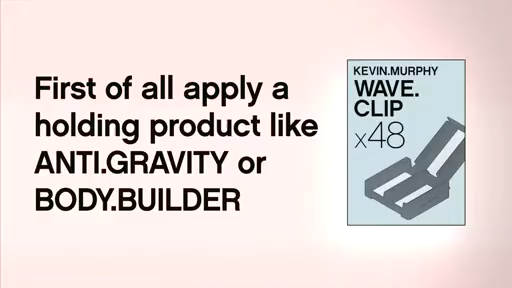 First of all apply a
holding product like
ANTI.GRAVITY or
BODY.BUILDER
KEVIN.MURPHY
WAVE.
CLIP
x48